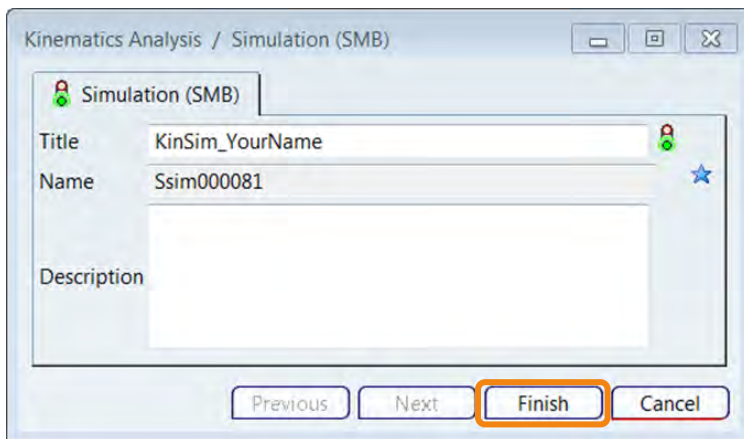 Kinematics Analysis / Simulation (SMB)
Simulation (SMB)
Title KinSim_YourName
Name Ssim000081
Description
Previous Next Finish Cancel